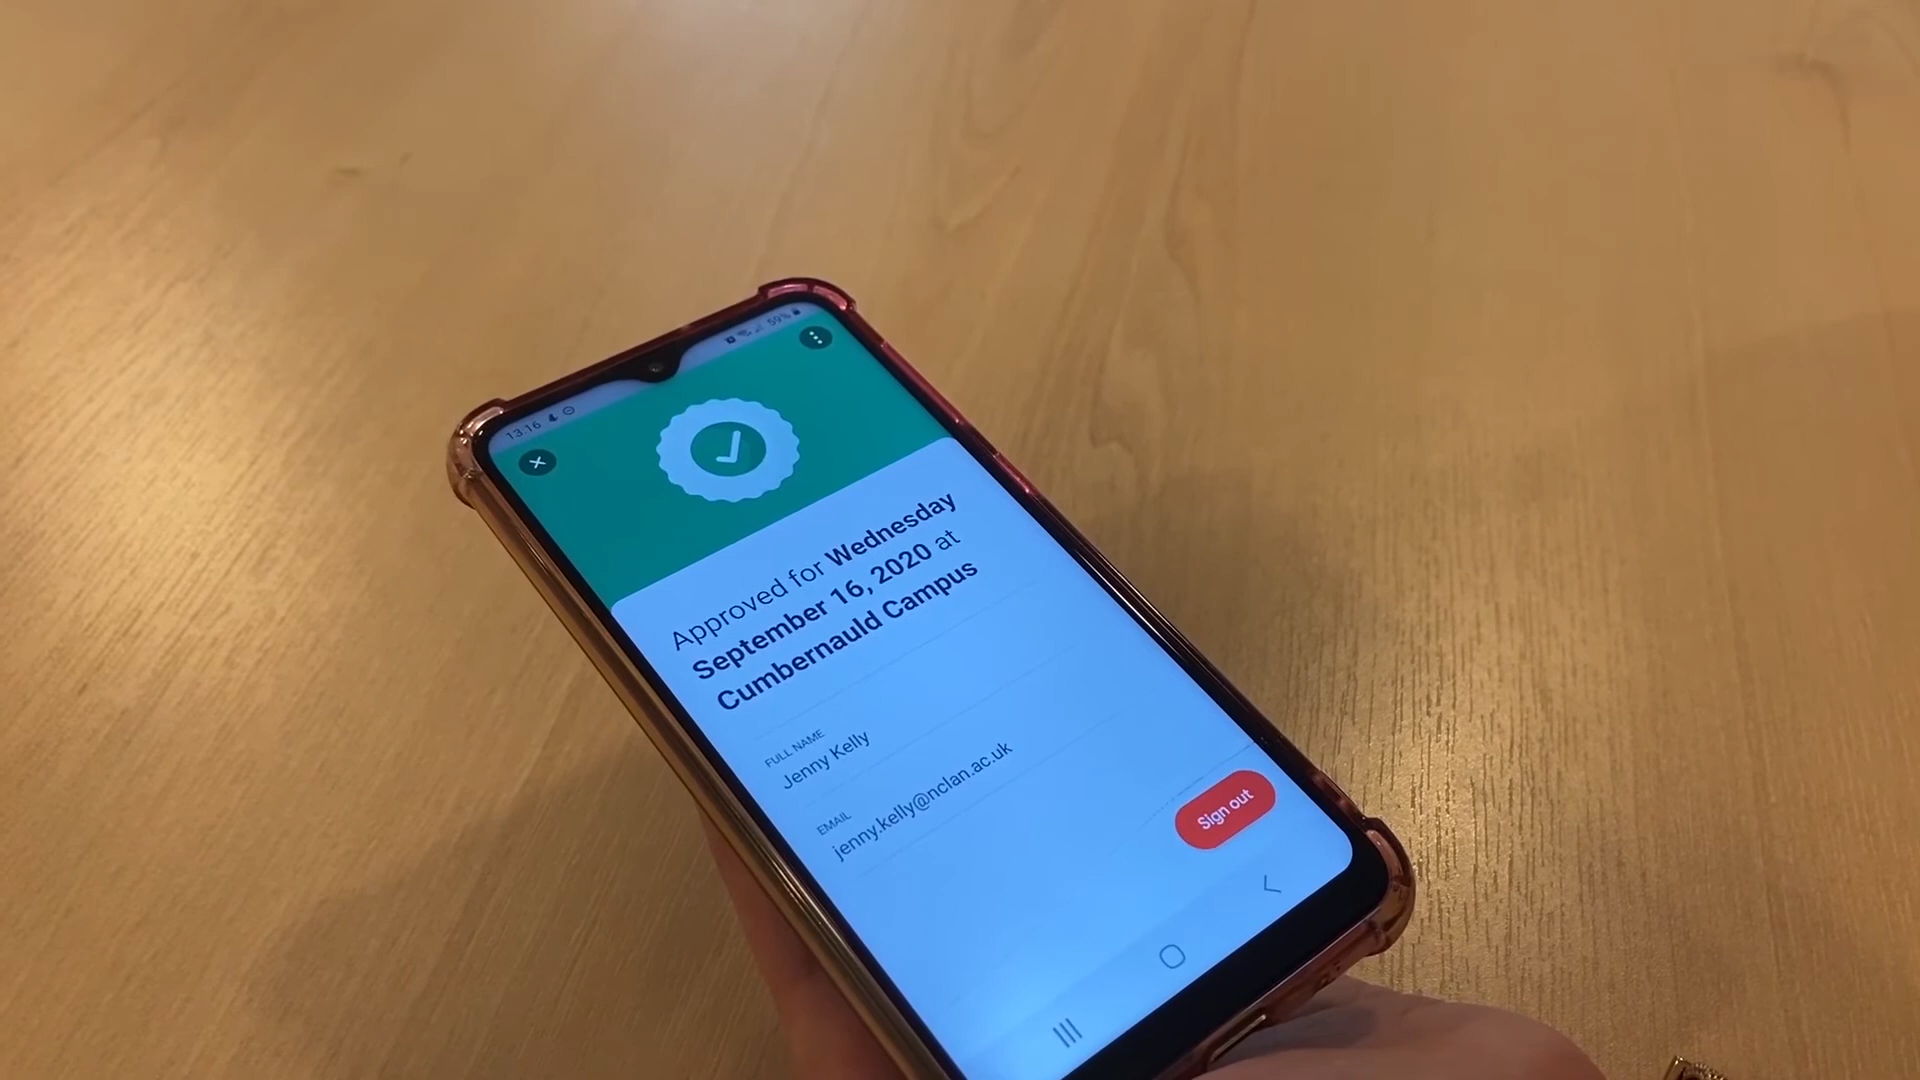 13:16
59%
Approved for Wednesday
September 16, 2020 at
Cumbernauld Campus
FULL NAME
Jenny Kelly
EMAIL
jenny.kelly@nclan.ac.uk
Sign out